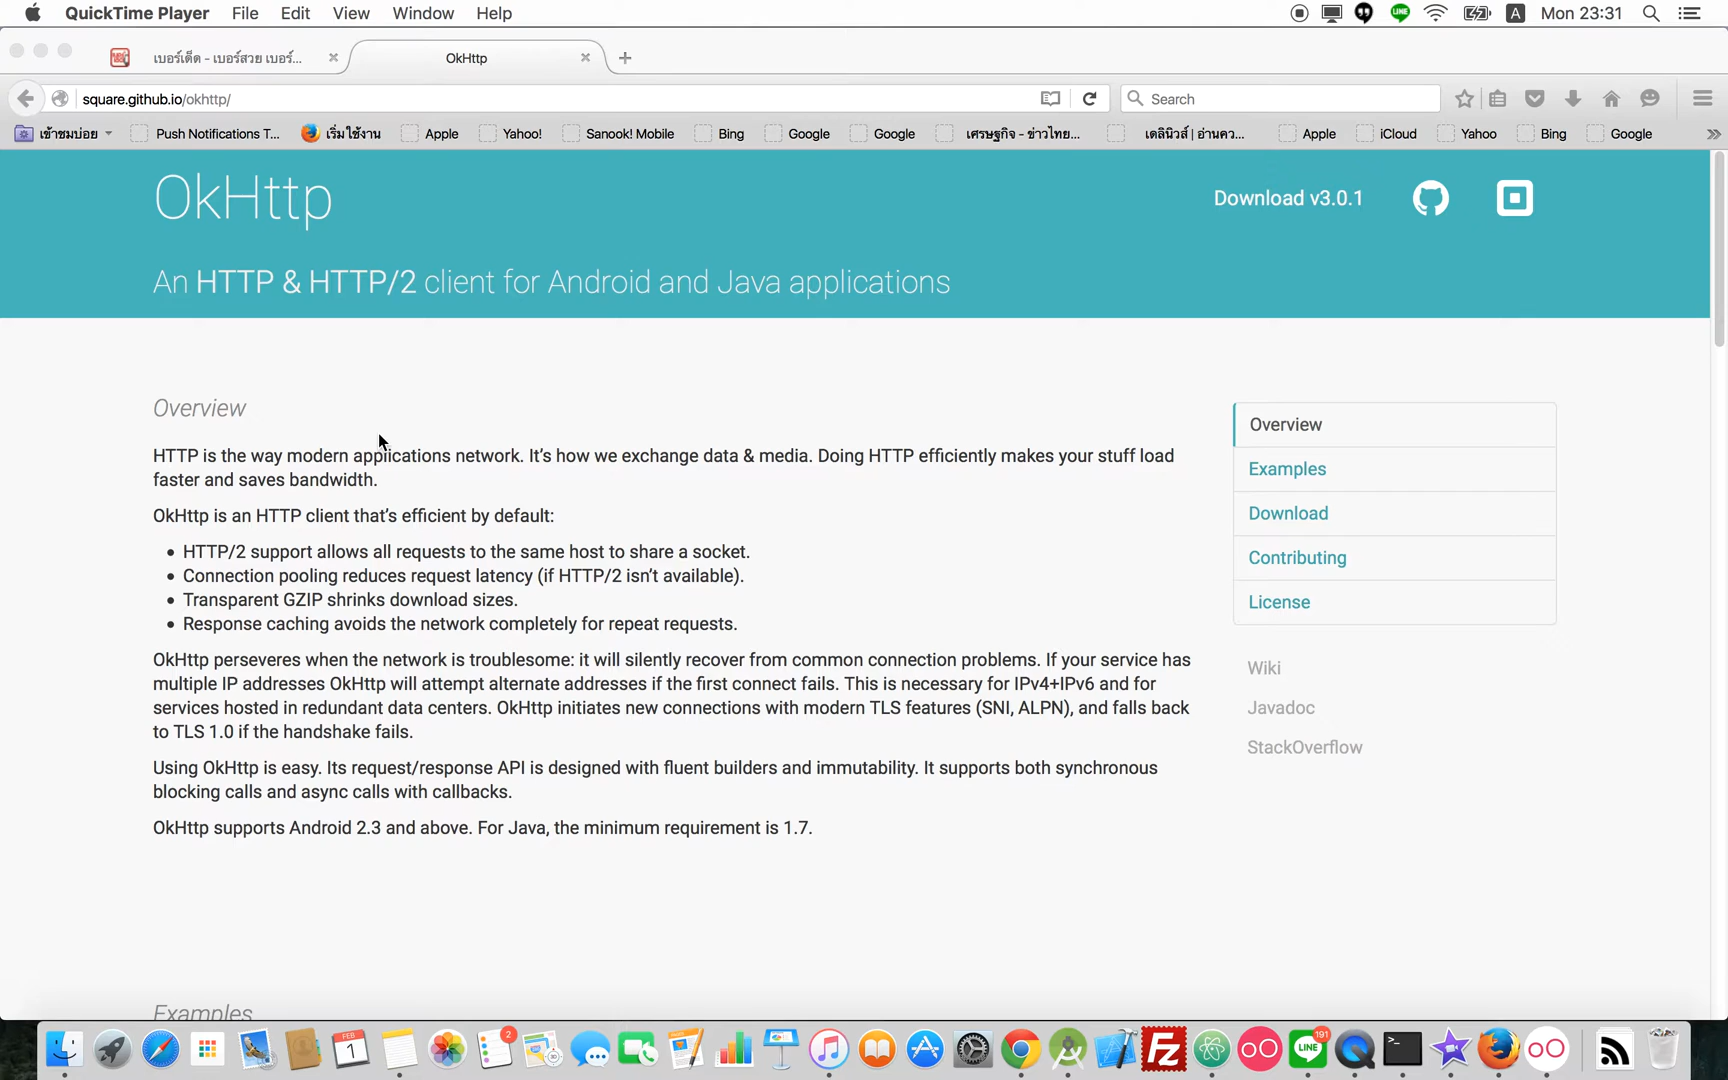 QuickTime Player File Edit View Window Help A Mon 23:31
เบอร์เด็ด - เบอร์สวย เบอร์... OkHttp
square.github.io/okhttp/ Search
เข้าชมบ่อย Push Notifications T... เริ่มใช้งาน Apple Yahoo! Sanook! Mobile Bing Google Google เศรษฐกิจ - ข่าวไทย... เดลินิวส์ | อ่านคว... Apple iCloud Yahoo Bing Google
OkHttp
Download v3.0.1
An HTTP & HTTP/2 client for Android and Java applications
Overview
HTTP is the way modern applications network. It’s how we exchange data & media. Doing HTTP efficiently makes your stuff load
faster and saves bandwidth.
OkHttp is an HTTP client that’s efficient by default:
• HTTP/2 support allows all requests to the same host to share a socket.
• Connection pooling reduces request latency (if HTTP/2 isn’t available).
• Transparent GZIP shrinks download sizes.
• Response caching avoids the network completely for repeat requests.
OkHttp perseveres when the network is troublesome: it will silently recover from common connection problems. If your service has
multiple IP addresses OkHttp will attempt alternate addresses if the first connect fails. This is necessary for IPv4+IPv6 and for
services hosted in redundant data centers. OkHttp initiates new connections with modern TLS features (SNI, ALPN), and falls back
to TLS 1.0 if the handshake fails.
Using OkHttp is easy. Its request/response API is designed with fluent builders and immutability. It supports both synchronous
blocking calls and async calls with callbacks.
OkHttp supports Android 2.3 and above. For Java, the minimum requirement is 1.7.
Overview
Examples
Download
Contributing
License
Wiki
Javadoc
StackOverflow
Examples
FEB
1
2
LINE
191